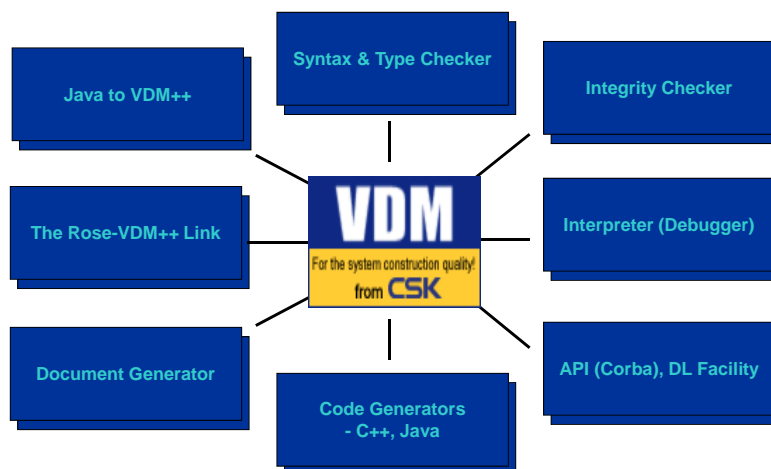 Syntax & Type Checker
Java to VDM++
Integrity Checker
VDM
For the system construction quality!
from CSK
The Rose-VDM++ Link
Interpreter (Debugger)
Document Generator
API (Corba), DL Facility
Code Generators
- C++, Java